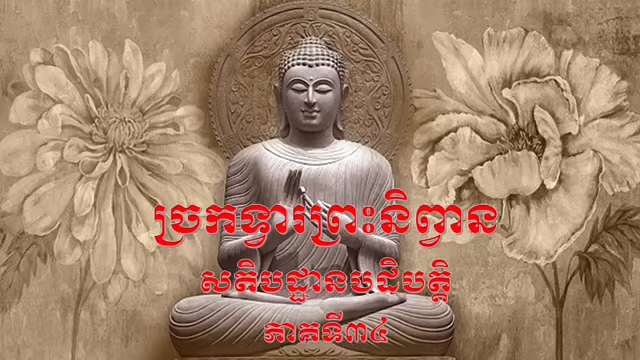 ច្រកទ្វារព្រះនិព្វាន
សតិបដ្ឋានបដិបត្តិ
ភាគទី៣៤